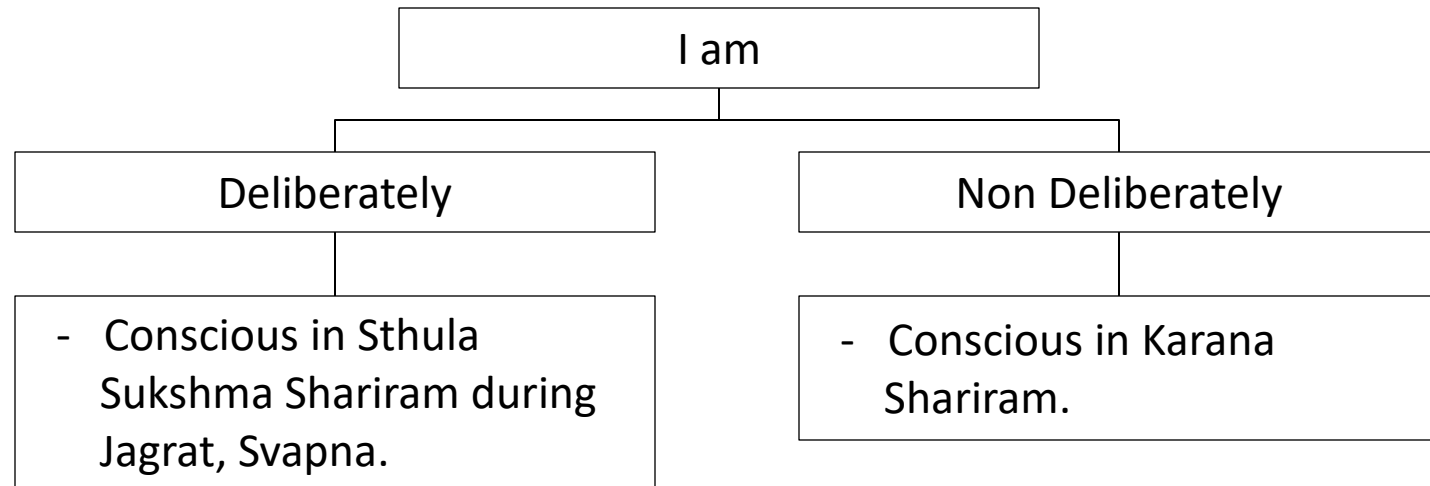 I am
Deliberately
Non Deliberately
- Conscious in Sthula
Sukshma Shariram during
Jagrat, Svapna.
- Conscious in Karana
Shariram.